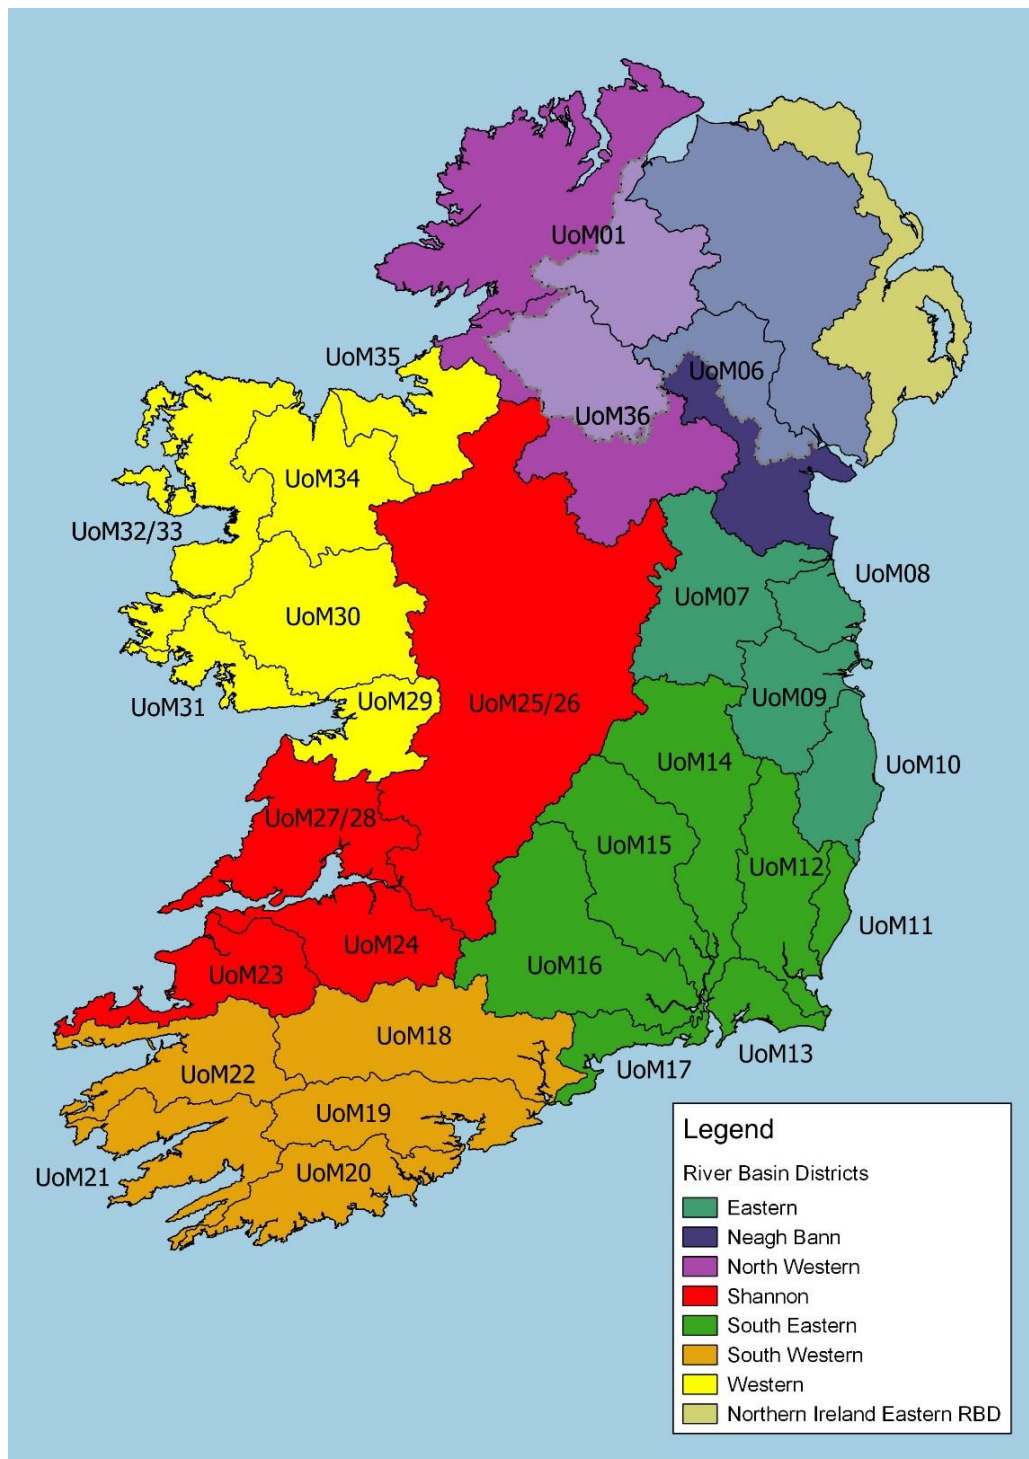 UoM01
UoM35
UoM06
UoM36
UoM34
UoM32/33
UoM08
UoM07
UoM30
UoM29
UoM25/26
UoM09
UoM31
UoM14
UoM10
UoM27/28
UoM15
UoM12
UoM11
UoM24
UoM16
UoM23
UoM18
UoM13
UoM17
UoM22
UoM19
UoM20
UoM21
Legend
River Basin Districts
Eastern
Neagh Bann
North Western
Shannon
South Eastern
South Western
Western
Northern Ireland Eastern RBD